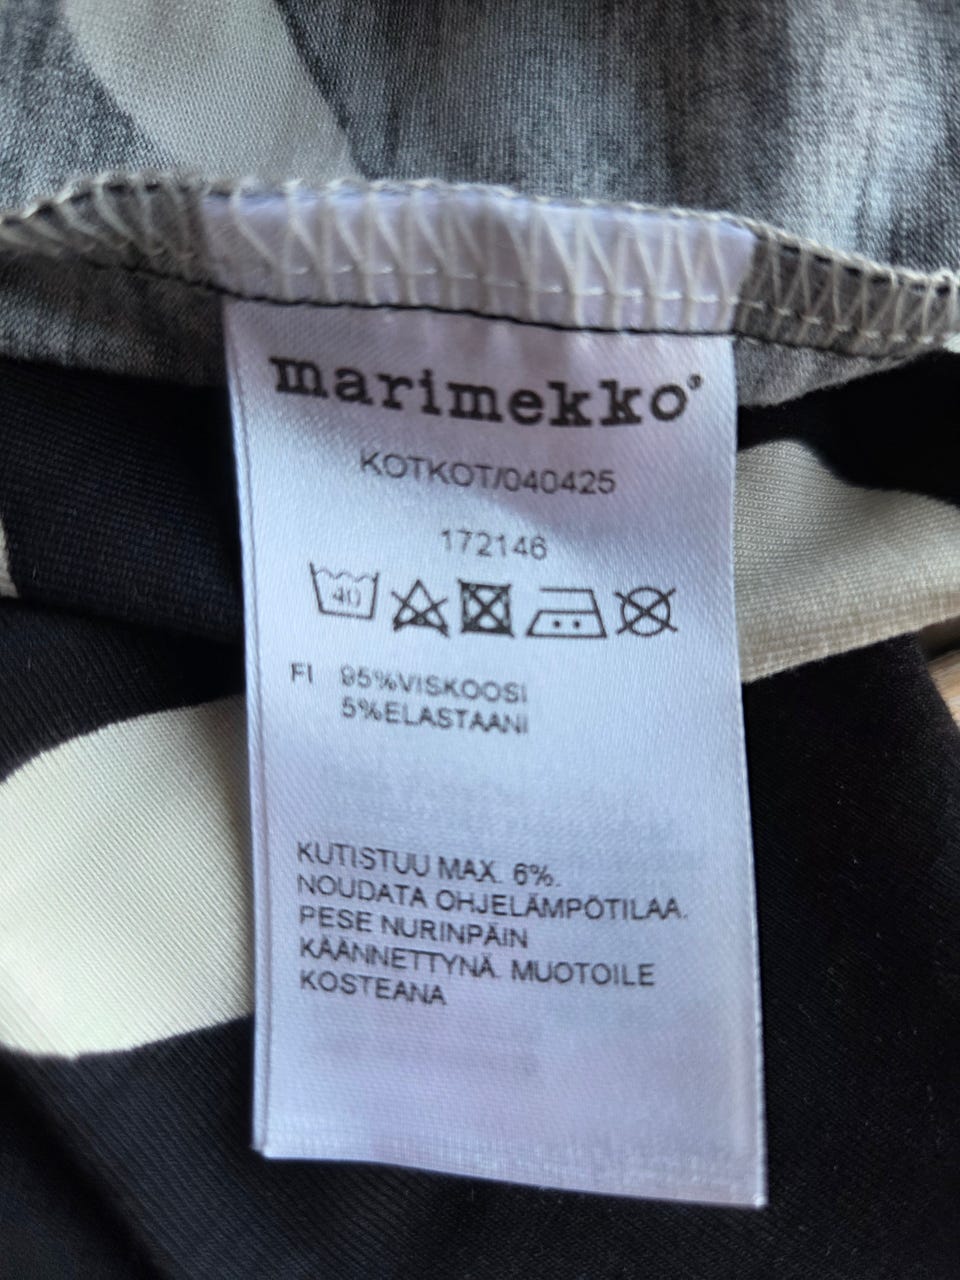 marimekko®
KOTKOT/040425
172146
40
FI 95%VISKOOSI
5%ELASTAANI
KUTISTUU MAX. 6%.
NOUDATA OHJELÄMPÖTILAA.
PESE NURINPÄIN
KÄÄNNETTYNÄ. MUOTOILE
KOSTEANA